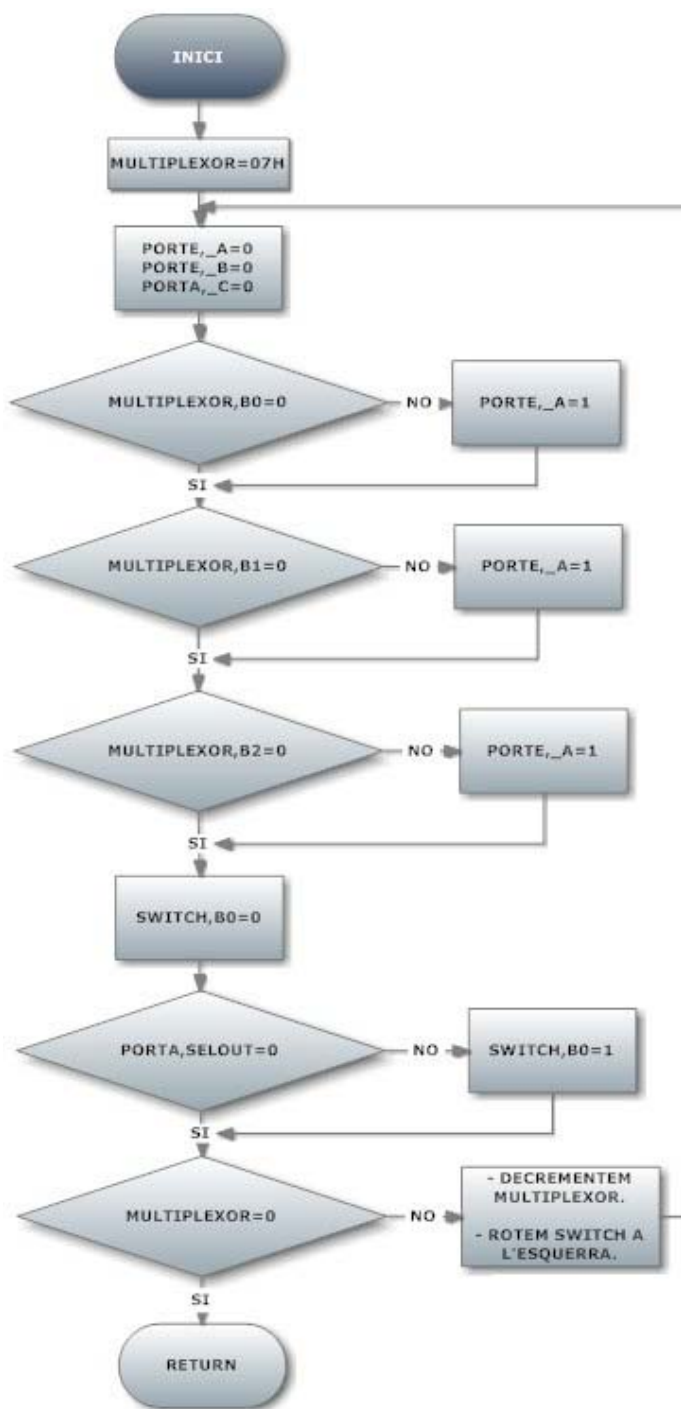 INICI
MULTIPLEXOR=07H
PORTE,_A=0
PORTE,_B=0
PORTA,_C=0
MULTIPLEXOR,B0=0
NO
PORTE,_A=1
SI
MULTIPLEXOR,B1=0
NO
PORTE,_A=1
SI
MULTIPLEXOR,B2=0
NO
PORTE,_A=1
SI
SWITCH,B0=0
PORTA,SELOUT=0
NO
SWITCH,B0=1
SI
MULTIPLEXOR=0
NO
- DECREMENTEM
MULTIPLEXOR.
- ROTEM SWITCH A
L'ESQUERRA.
SI
RETURN